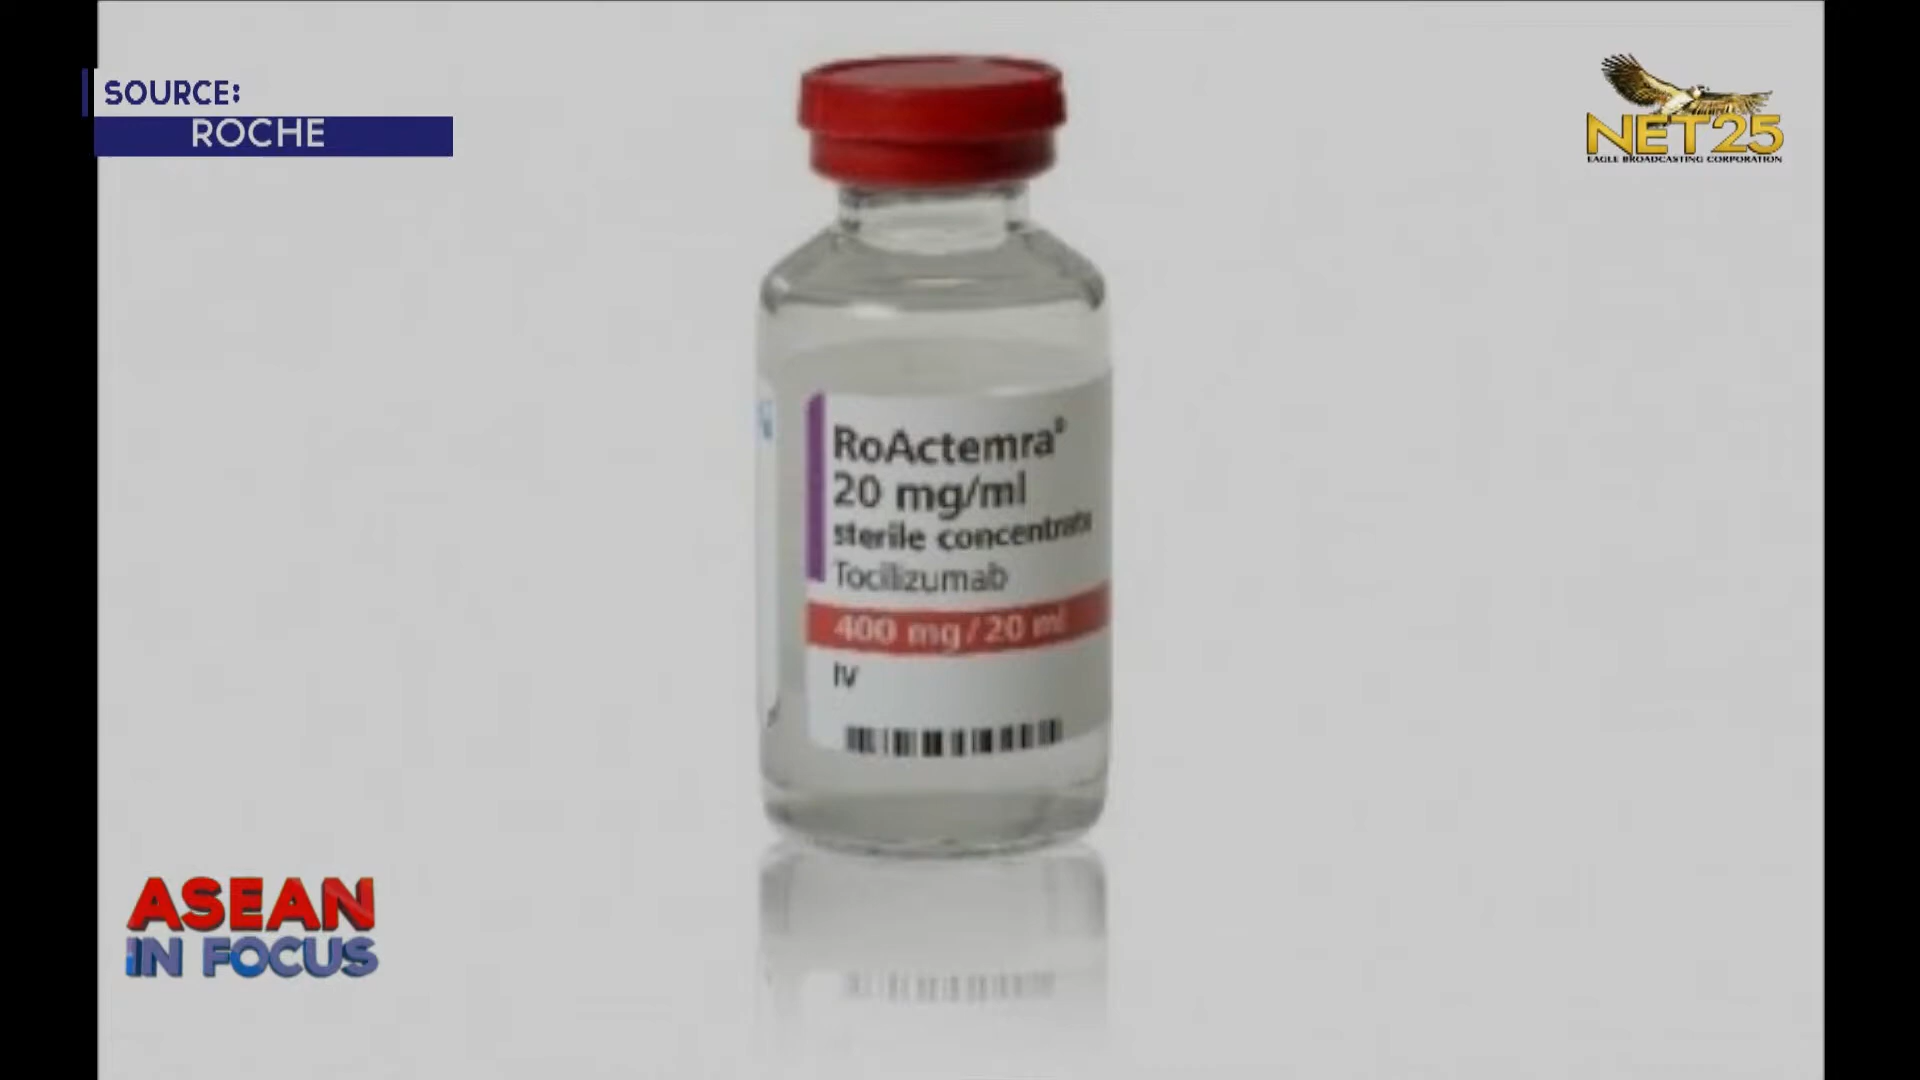 SOURCE:
ROCHE
NET25
EAGLE BROADCASTING CORPORATION
RoActemra®
20 mg/ml
sterile concentrate
Tocilizumab
400 mg/20 ml
IV
ASEAN
IN FOCUS